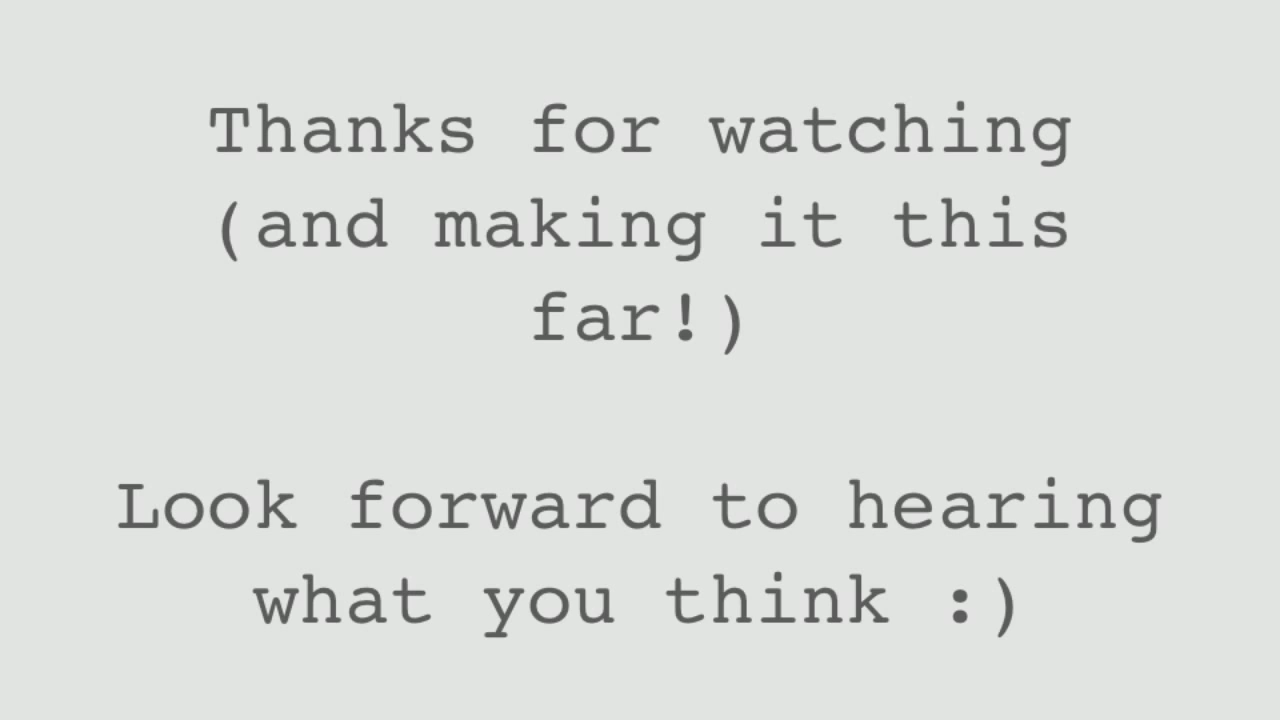 Thanks for watching
(and making it this
far!)
Look forward to hearing
what you think :)